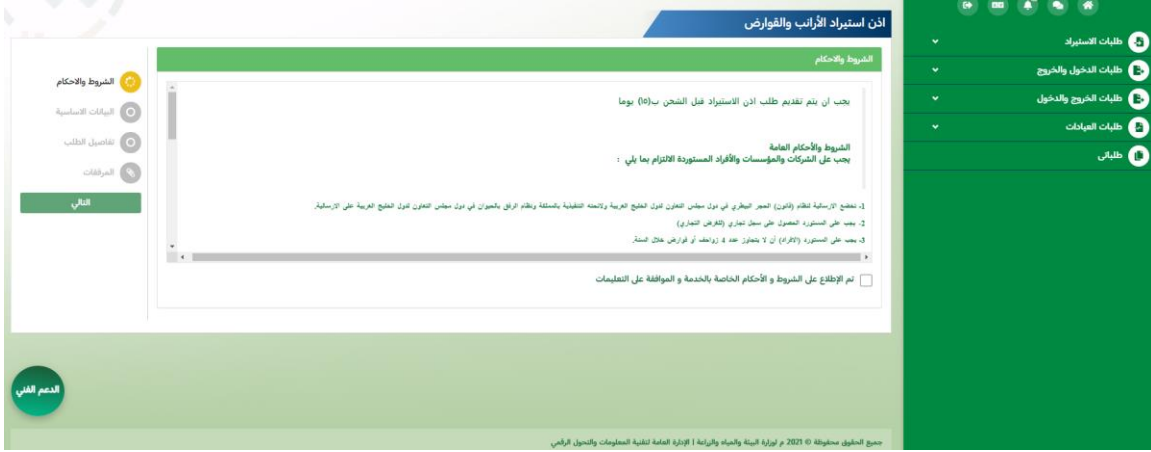 طلبات الاستيراد
طلبات الدخول والخروج
طلبات الخروج والدخول
طلبات العيادات
طلباتي
اذن استيراد الأرانب والقوارض
الشروط والاحكام
يجب ان يتم تقديم طلب اذن الاستيراد قبل الشحن ب(١٥) يوما
الشروط والأحكام العامة
يجب على الشركات والمؤسسات والأفراد المستوردة الالتزام بما يلي :
1- تخضع الارسالية لنظام (قانون) الحجر البيطري في دول مجلس التعاون لدول الخليج العربية ولائحته التنفيذية بالمملكة ونظام الرفق بالحيوان في دول مجلس التعاون لدول الخليج العربية على الارسالية.
2- يجب على المستورد الحصول على سجل تجاري (للغرض التجاري)
3- يجب على المستورد (الافراد) أن لا يتجاوز عدد 4 زواحف أو قوارض خلال السنة.
تم الإطلاع على الشروط و الأحكام الخاصة بالخدمة و الموافقة على التعليمات
الشروط والاحكام
البيانات الاساسية
تفاصيل الطلب
المرفقات
التالي
الدعم الفني
جميع الحقوق محفوظة © 2021 م لوزارة البيئة والمياه والزراعة | الإدارة العامة لتقنية المعلومات والتحول الرقمي